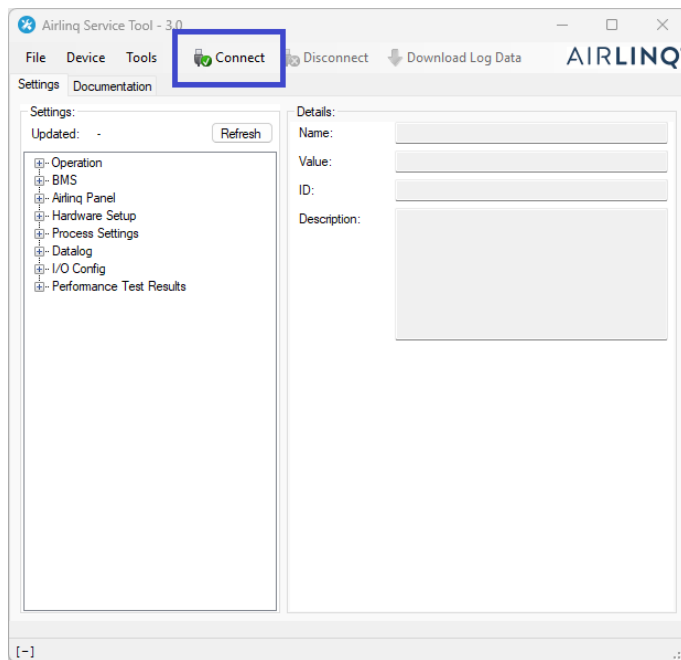 Airlinq Service Tool - 3.0
File Device Tools Connect Disconnect Download Log Data AIRLINQ
Settings Documentation
Settings:
Updated: - Refresh
Operation
BMS
Airlinq Panel
Hardware Setup
Process Settings
Datalog
I/O Config
Performance Test Results
Details:
Name:
Value:
ID:
Description:
[-]